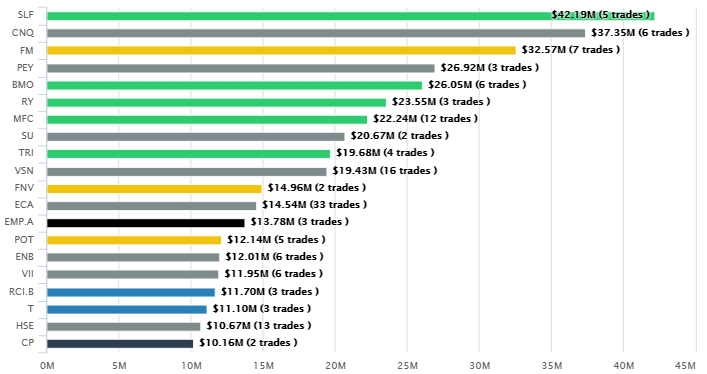 SLF $42.19M (5 trades )
CNQ $37.35M (6 trades )
FM $32.57M (7 trades )
PEY $26.92M (3 trades )
BMO $26.05M (6 trades )
RY $23.55M (3 trades )
MFC $22.24M (12 trades )
SU $20.67M (2 trades )
TRI $19.68M (4 trades )
VSN $19.43M (16 trades )
FNV $14.96M (2 trades )
ECA $14.54M (33 trades )
EMP.A $13.78M (3 trades )
POT $12.14M (5 trades )
ENB $12.01M (6 trades )
VII $11.95M (6 trades )
RCI.B $11.70M (3 trades )
T $11.10M (3 trades )
HSE $10.67M (13 trades )
CP $10.16M (2 trades )
0M 5M 10M 15M 20M 25M 30M 35M 40M 45M